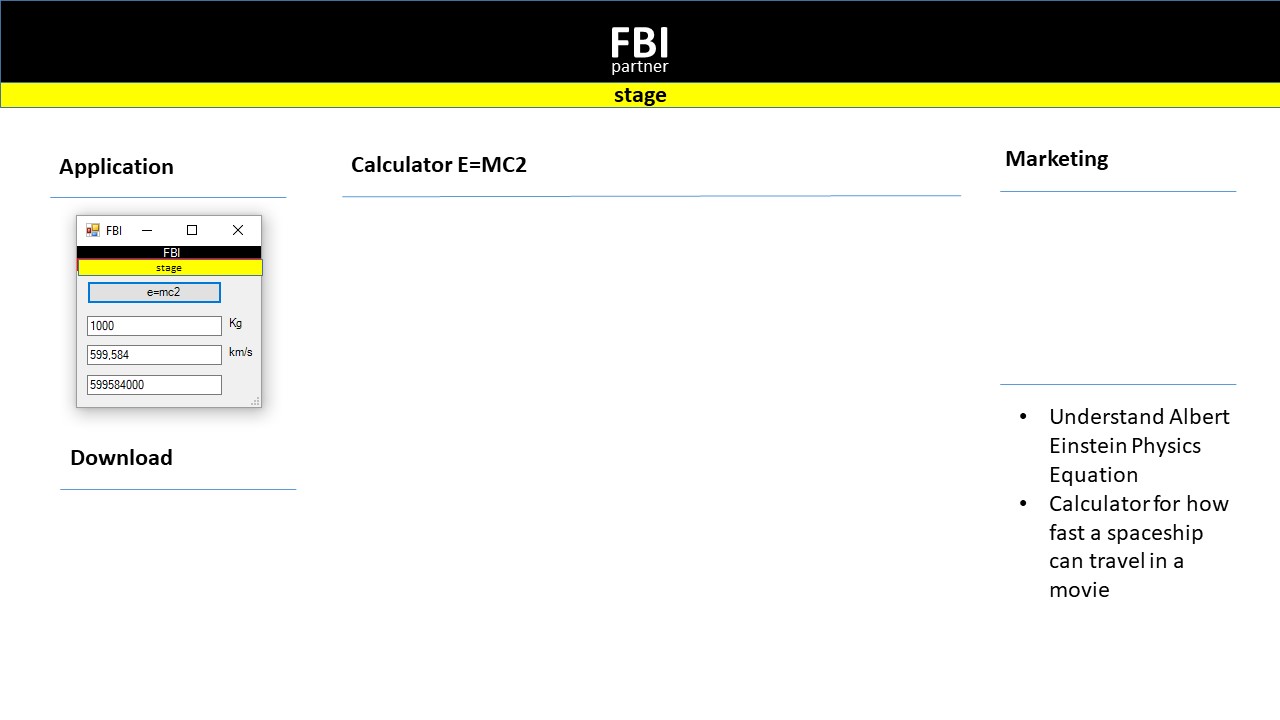 FBI
partner
stage
Application
Calculator E=MC2
Marketing
FBI
FBI
stage
e=mc2
1000
Kg
599,584
km/s
599584000
Download
• Understand Albert
Einstein Physics
Equation
• Calculator for how
fast a spaceship
can travel in a
movie